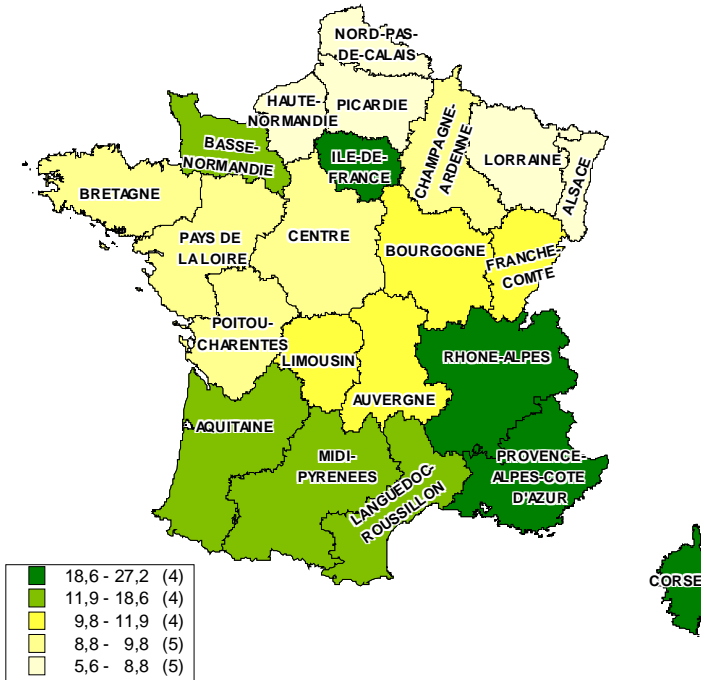 NORD-PAS-
DE-CALAIS
HAUTE-
NORMANDIE
PICARDIE
BASSE-
NORMANDIE
ILE-DE-
FRANCE
CHAMPAGNE-
ARDENNE
LORRAINE
ALSACE
BRETAGNE
PAYS DE
LA LOIRE
CENTRE
BOURGOGNE
FRANCHE-
COMTE
POITOU-
CHARENTES
LIMOUSIN
AUVERGNE
RHONE-ALPES
AQUITAINE
MIDI-
PYRENEES
LANGUEDOC-
ROUSSILLON
PROVENCE-
ALPES-COTE
D'AZUR
CORSE
18,6 - 27,2 (4)
11,9 - 18,6 (4)
9,8 - 11,9 (4)
8,8 - 9,8 (5)
5,6 - 8,8 (5)